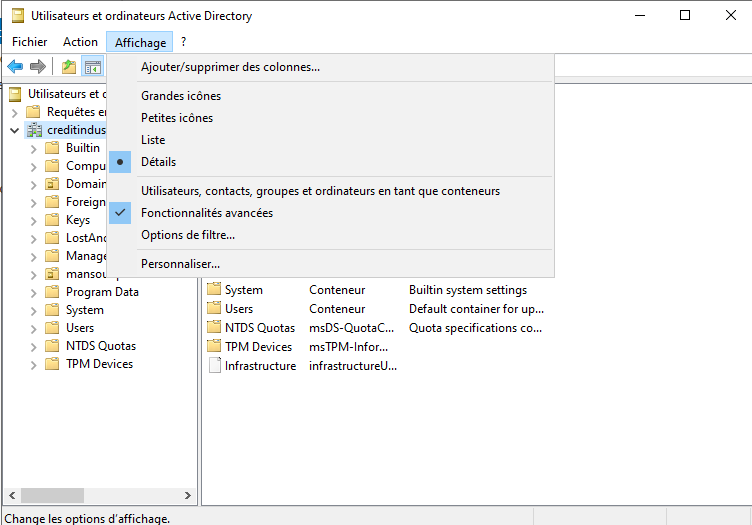 Utilisateurs et ordinateurs Active Directory
Fichier Action Affichage ?
Ajouter/supprimer des colonnes...
Grandes icônes
Petites icônes
Liste
Détails
Utilisateurs, contacts, groupes et ordinateurs en tant que conteneurs
Fonctionnalités avancées
Options de filtre...
Personnaliser...
Utilisateurs et o
Requêtes en
creditindus
Builtin
Compu
Domain
Foreign
Keys
LostAnd
Manage
Program Data
System
Users
NTDS Quotas
TPM Devices
System Conteneur Builtin system settings
Users Conteneur Default container for up...
NTDS Quotas msDS-QuotaC... Quota specifications co...
TPM Devices msTPM-Infor...
Infrastructure infrastructureU...
Change les options d'affichage.